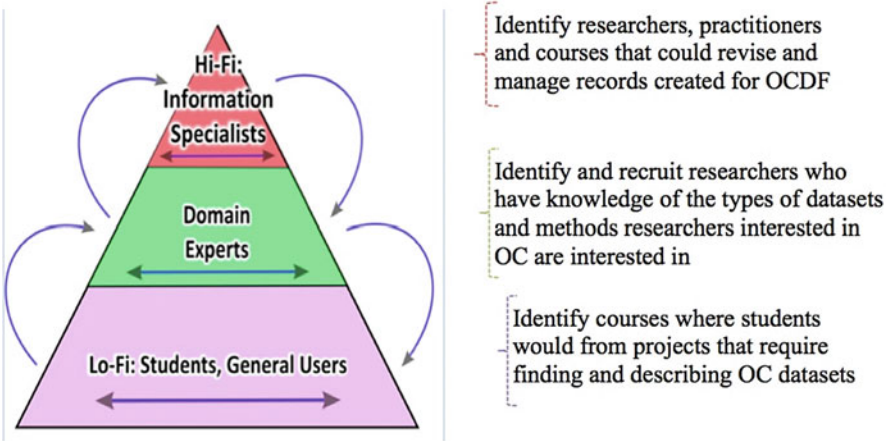 Hi-Fi:
Information
Specialists
Domain
Experts
Lo-Fi: Students, General Users
Identify researchers, practitioners
and courses that could revise and
manage records created for OCDF
Identify and recruit researchers who
have knowledge of the types of datasets
and methods researchers interested in
OC are interested in
Identify courses where students
would from projects that require
finding and describing OC datasets